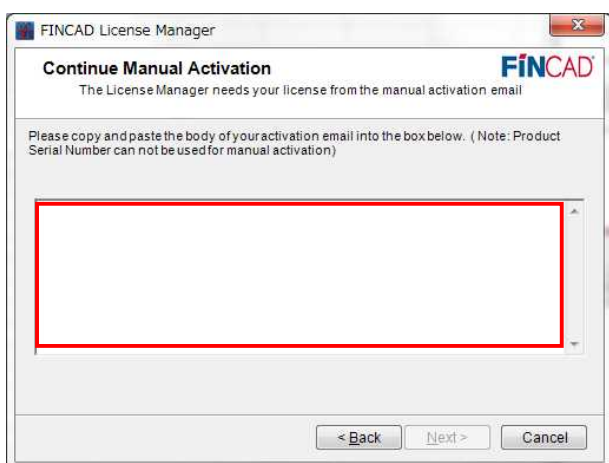 FINCAD License Manager
Continue Manual Activation
FINCAD
The License Manager needs your license from the manual activation email
Please copy and paste the body of your activation email into the box below. ( Note: Product
Serial Number can not be used for manual activation)
< Back
Next >
Cancel